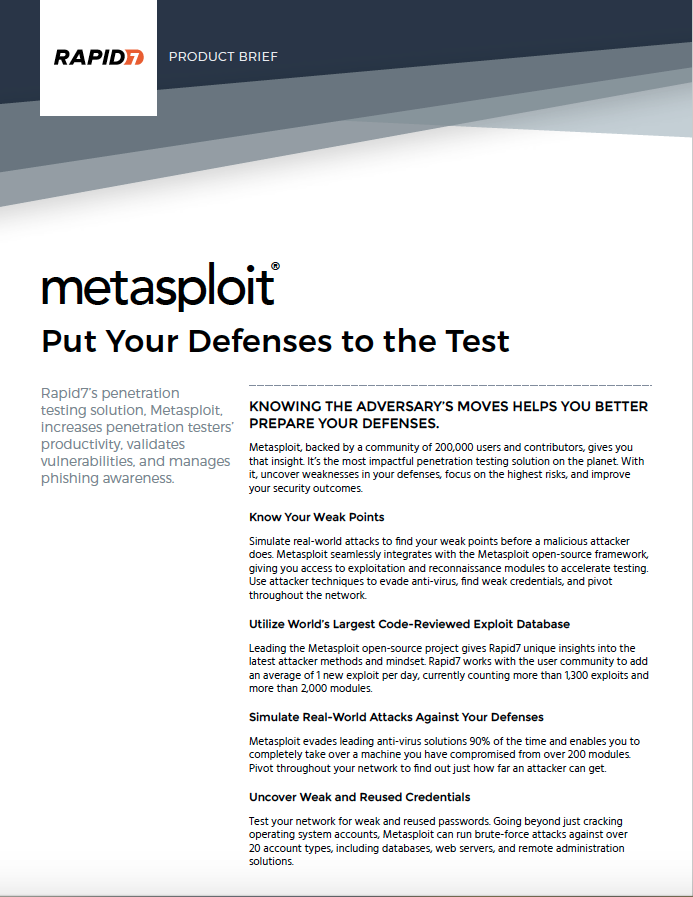 RAPID7
PRODUCT BRIEF
metasploit®
Put Your Defenses to the Test
Rapid7's penetration
testing solution, Metasploit,
increases penetration testers'
productivity, validates
vulnerabilities, and manages
phishing awareness.
KNOWING THE ADVERSARY'S MOVES HELPS YOU BETTER
PREPARE YOUR DEFENSES.
Metasploit, backed by a community of 200,000 users and contributors, gives you
that insight. It's the most impactful penetration testing solution on the planet. With
it, uncover weaknesses in your defenses, focus on the highest risks, and improve
your security outcomes.
Know Your Weak Points
Simulate real-world attacks to find your weak points before a malicious attacker
does. Metasploit seamlessly integrates with the Metasploit open-source framework,
giving you access to exploitation and reconnaissance modules to accelerate testing.
Use attacker techniques to evade anti-virus, find weak credentials, and pivot
throughout the network.
Utilize World's Largest Code-Reviewed Exploit Database
Leading the Metasploit open-source project gives Rapid7 unique insights into the
latest attacker methods and mindset. Rapid7 works with the user community to add
an average of 1 new exploit per day, currently counting more than 1,300 exploits and
more than 2,000 modules.
Simulate Real-World Attacks Against Your Defenses
Metasploit evades leading anti-virus solutions 90% of the time and enables you to
completely take over a machine you have compromised from over 200 modules.
Pivot throughout your network to find out just how far an attacker can get.
Uncover Weak and Reused Credentials
Test your network for weak and reused passwords. Going beyond just cracking
operating system accounts, Metasploit can run brute-force attacks against over
20 account types, including databases, web servers, and remote administration
solutions.